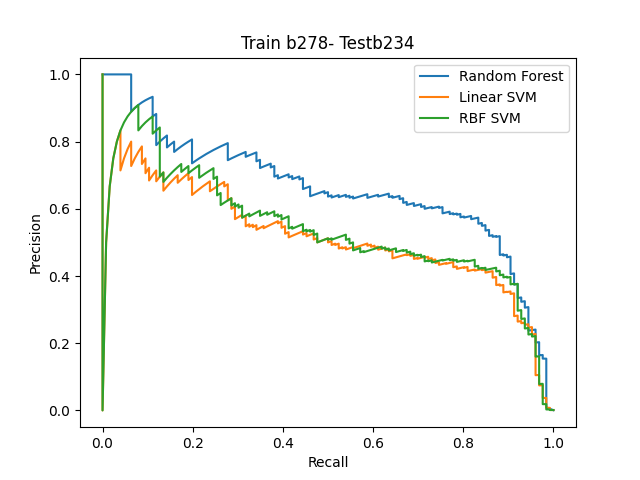 Train b278- Testb234
Random Forest
Linear SVM
RBF SVM
Precision
1.0
0.8
0.6
0.4
0.2
0.0
0.0 0.2 0.4 0.6 0.8 1.0
Recall